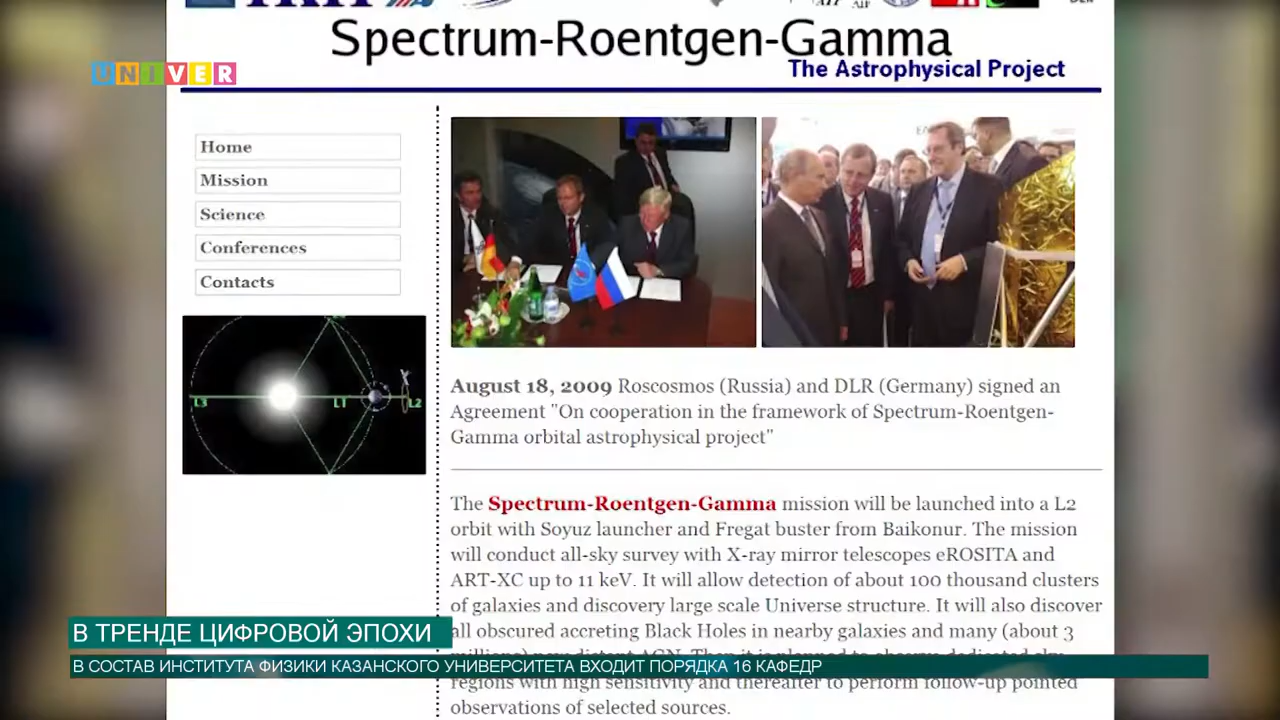 Spectrum-Roentgen-Gamma
The Astrophysical Project
UNIVER
Home
Mission
Science
Conferences
Contacts
L3
L1
L2
August 18, 2009 Roscosmos (Russia) and DLR (Germany) signed an
Agreement "On cooperation in the framework of Spectrum-Roentgen-
Gamma orbital astrophysical project"
The Spectrum-Roentgen-Gamma mission will be launched into a L2
orbit with Soyuz launcher and Fregat buster from Baikonur. The mission
will conduct all-sky survey with X-ray mirror telescopes eROSITA and
ART-XC up to 11 keV. It will allow detection of about 100 thousand clusters
of galaxies and discovery large scale Universe structure. It will also discover
all obscured accreting Black Holes in nearby galaxies and many (about 3
regions with high sensitivity and thereafter to perform follow-up pointed
observations of selected sources.
В ТРЕНДЕ ЦИФРОВОЙ ЭПОХИ
В СОСТАВ ИНСТИТУТА ФИЗИКИ КАЗАНСКОГО УНИВЕРСИТЕТА ВХОДИТ ПОРЯДКА 16 КАФЕДР